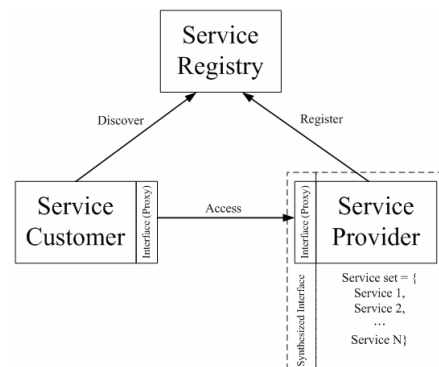 Service
Registry
Discover
Register
Service
Customer
Interface (Proxy)
Access
Interface (Proxy)
Service
Provider
Synthesized Interface
Service set = {
Service 1,
Service 2,
...
Service N}